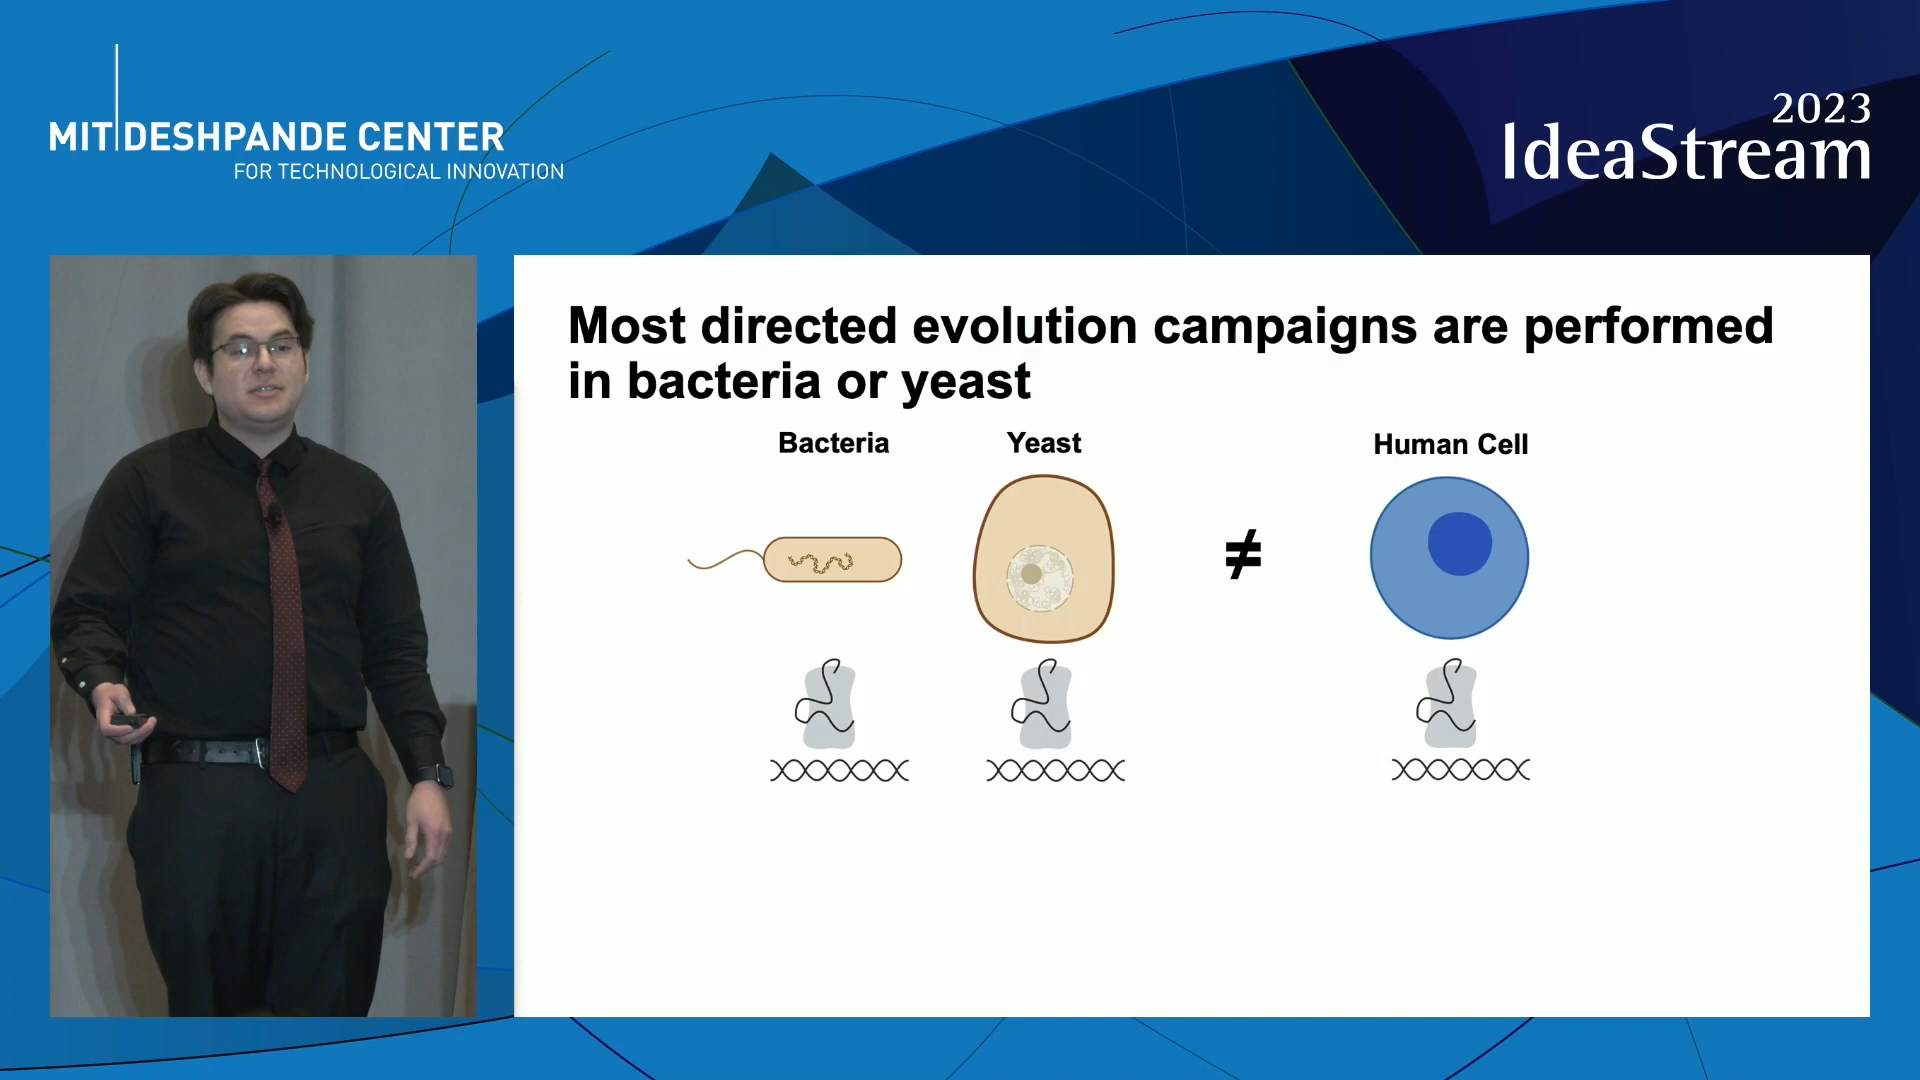 MIT DESHPANDE CENTER
FOR TECHNOLOGICAL INNOVATION
2023
IdeaStream
Most directed evolution campaigns are performed
in bacteria or yeast
Bacteria
Yeast
Human Cell
≠